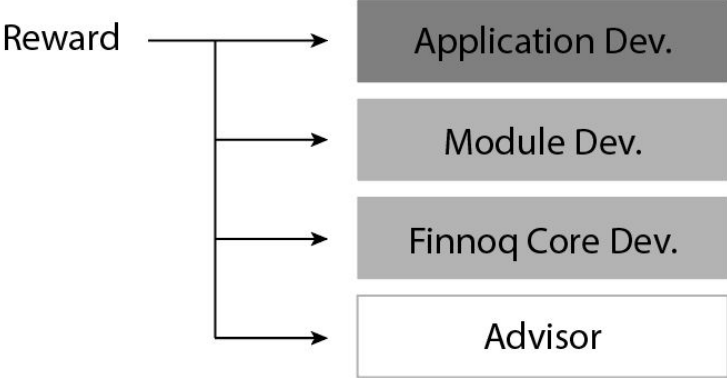 Reward
Application Dev.
Module Dev.
Finnoq Core Dev.
Advisor